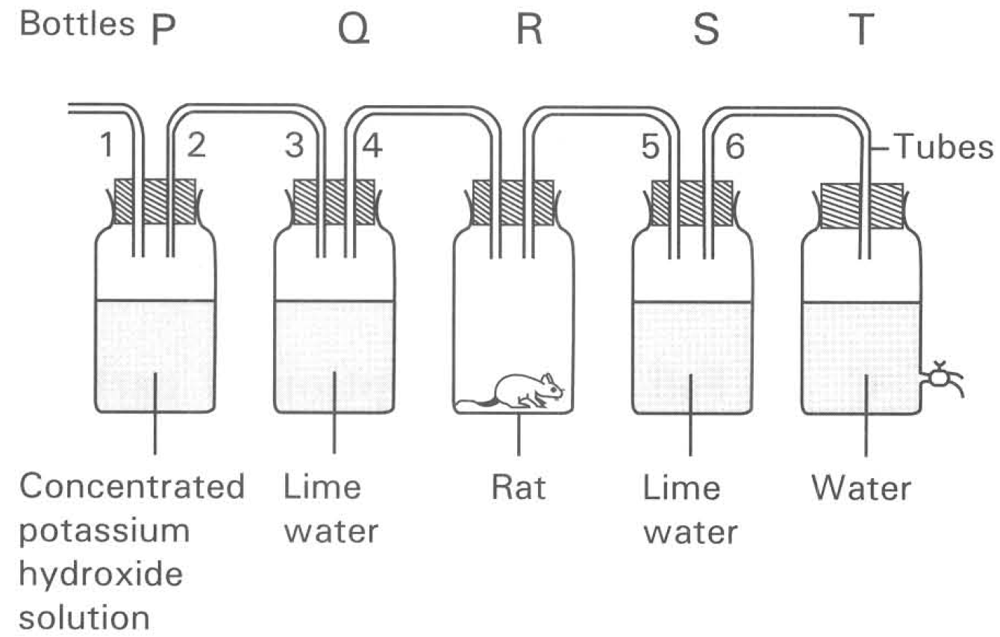 Bottles P Q R S T
1 2 3 4 5 6 Tubes
Concentrated potassium hydroxide solution
Lime water
Rat
Lime water
Water